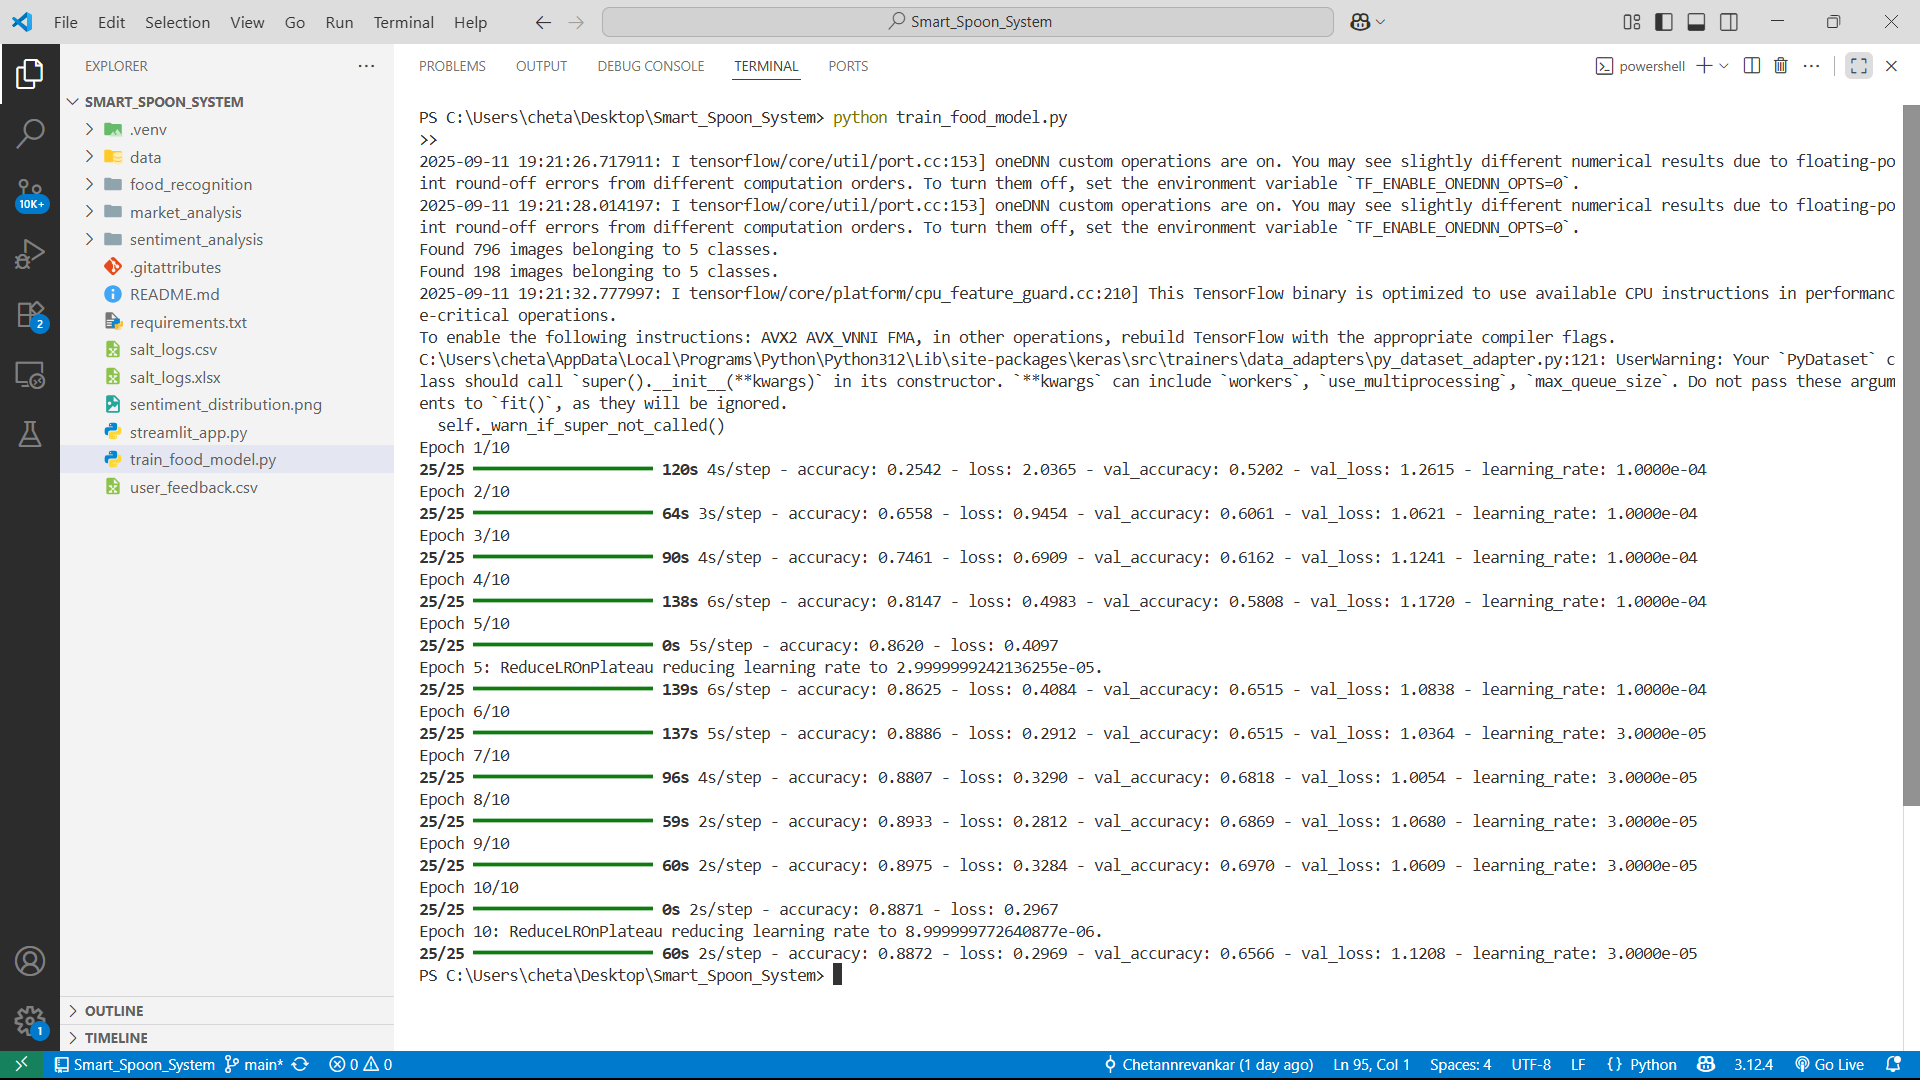 File Edit Selection View Go Run Terminal Help
Smart_Spoon_System
EXPLORER
SMART_SPOON_SYSTEM
.venv
data
food_recognition
market_analysis
sentiment_analysis
.gitattributes
README.md
requirements.txt
salt_logs.csv
salt_logs.xlsx
sentiment_distribution.png
streamlit_app.py
train_food_model.py
user_feedback.csv
OUTLINE
TIMELINE
10K+
2
1
PROBLEMS OUTPUT DEBUG CONSOLE TERMINAL PORTS
powershell
PS C:\Users\cheta\Desktop\Smart_Spoon_System> python train_food_model.py
>>
2025-09-11 19:21:26.717911: I tensorflow/core/util/port.cc:153] oneDNN custom operations are on. You may see slightly different numerical results due to floating-po
int round-off errors from different computation orders. To turn them off, set the environment variable `TF_ENABLE_ONEDNN_OPTS=0`.
2025-09-11 19:21:28.014197: I tensorflow/core/util/port.cc:153] oneDNN custom operations are on. You may see slightly different numerical results due to floating-po
int round-off errors from different computation orders. To turn them off, set the environment variable `TF_ENABLE_ONEDNN_OPTS=0`.
Found 796 images belonging to 5 classes.
Found 198 images belonging to 5 classes.
2025-09-11 19:21:32.777997: I tensorflow/core/platform/cpu_feature_guard.cc:210] This TensorFlow binary is optimized to use available CPU instructions in performanc
e-critical operations.
To enable the following instructions: AVX2 AVX_VNNI FMA, in other operations, rebuild TensorFlow with the appropriate compiler flags.
C:\Users\cheta\AppData\Local\Programs\Python\Python312\Lib\site-packages\keras\src\trainers\data_adapters\py_dataset_adapter.py:121: UserWarning: Your `PyDataset` c
lass should call `super().__init__(**kwargs)` in its constructor. `**kwargs` can include `workers`, `use_multiprocessing`, `max_queue_size`. Do not pass these argum
ents to `fit()`, as they will be ignored.
self._warn_if_super_not_called()
Epoch 1/10
25/25 120s 4s/step - accuracy: 0.2542 - loss: 2.0365 - val_accuracy: 0.5202 - val_loss: 1.2615 - learning_rate: 1.0000e-04
Epoch 2/10
25/25 64s 3s/step - accuracy: 0.6558 - loss: 0.9454 - val_accuracy: 0.6061 - val_loss: 1.0621 - learning_rate: 1.0000e-04
Epoch 3/10
25/25 90s 4s/step - accuracy: 0.7461 - loss: 0.6909 - val_accuracy: 0.6162 - val_loss: 1.1241 - learning_rate: 1.0000e-04
Epoch 4/10
25/25 138s 6s/step - accuracy: 0.8147 - loss: 0.4983 - val_accuracy: 0.5808 - val_loss: 1.1720 - learning_rate: 1.0000e-04
Epoch 5/10
25/25 0s 5s/step - accuracy: 0.8620 - loss: 0.4097
Epoch 5: ReduceLROnPlateau reducing learning rate to 2.9999999242136255e-05.
25/25 139s 6s/step - accuracy: 0.8625 - loss: 0.4084 - val_accuracy: 0.6515 - val_loss: 1.0838 - learning_rate: 1.0000e-04
Epoch 6/10
25/25 137s 5s/step - accuracy: 0.8886 - loss: 0.2912 - val_accuracy: 0.6515 - val_loss: 1.0364 - learning_rate: 3.0000e-05
Epoch 7/10
25/25 96s 4s/step - accuracy: 0.8807 - loss: 0.3290 - val_accuracy: 0.6818 - val_loss: 1.0054 - learning_rate: 3.0000e-05
Epoch 8/10
25/25 59s 2s/step - accuracy: 0.8933 - loss: 0.2812 - val_accuracy: 0.6869 - val_loss: 1.0680 - learning_rate: 3.0000e-05
Epoch 9/10
25/25 60s 2s/step - accuracy: 0.8975 - loss: 0.3284 - val_accuracy: 0.6970 - val_loss: 1.0609 - learning_rate: 3.0000e-05
Epoch 10/10
25/25 0s 2s/step - accuracy: 0.8871 - loss: 0.2967
Epoch 10: ReduceLROnPlateau reducing learning rate to 8.999999772640877e-06.
25/25 60s 2s/step - accuracy: 0.8872 - loss: 0.2969 - val_accuracy: 0.6566 - val_loss: 1.1208 - learning_rate: 3.0000e-05
PS C:\Users\cheta\Desktop\Smart_Spoon_System>
Smart_Spoon_System main* 0 0 Chetannrevankar (1 day ago) Ln 95, Col 1 Spaces: 4 UTF-8 LF {} Python 3.12.4 Go Live